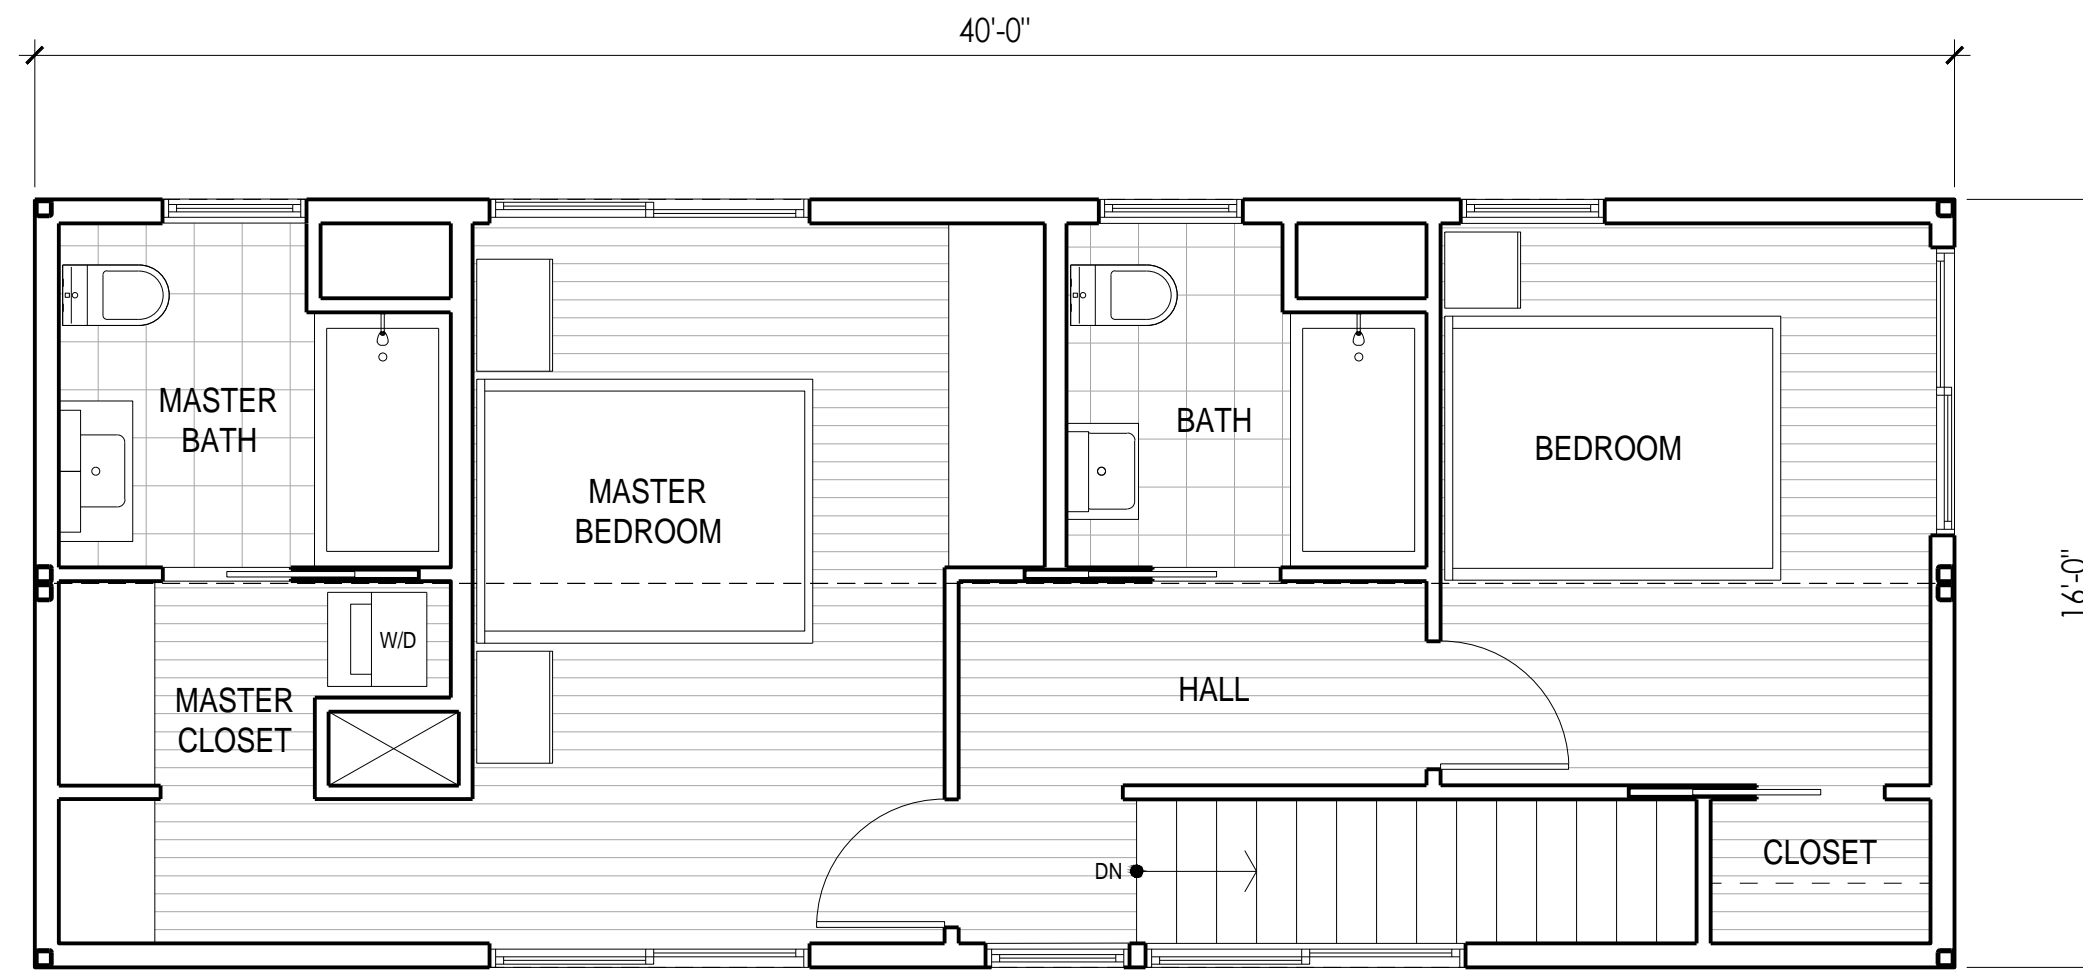 40'-0"
MASTER
BATH
MASTER
BEDROOM
BATH
BEDROOM
16'-0"
W/D
MASTER
CLOSET
HALL
DN
CLOSET